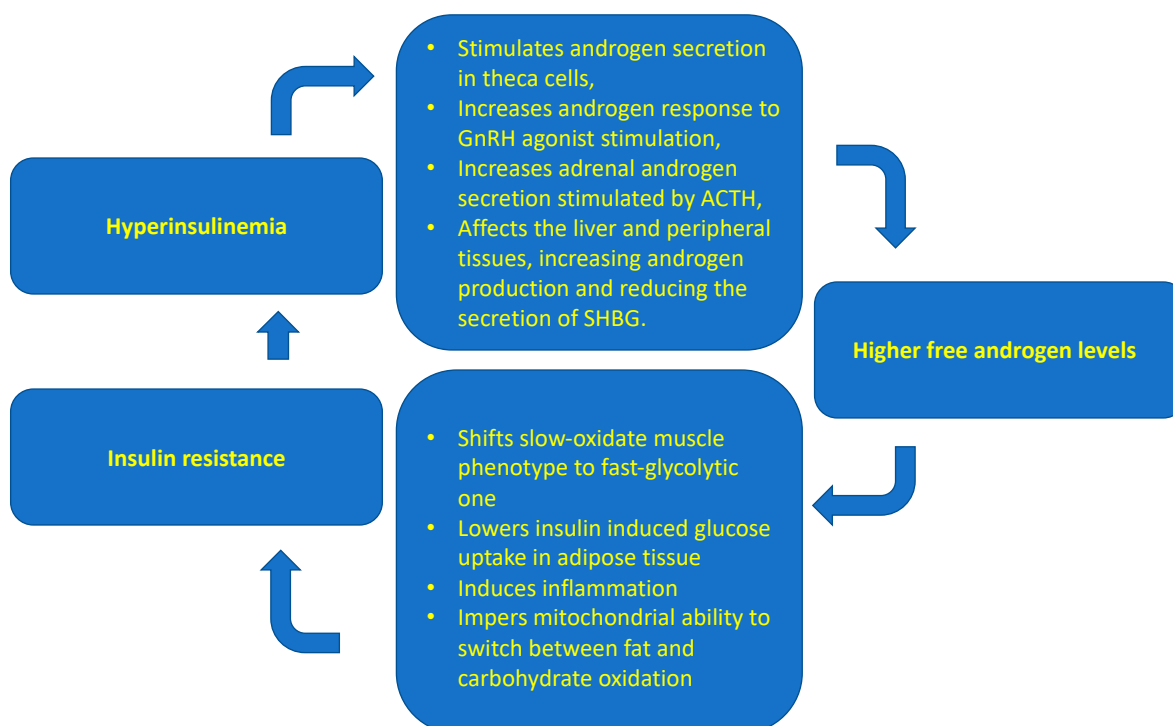 • Stimulates androgen secretion
in theca cells,
• Increases androgen response to
GnRH agonist stimulation,
• Increases adrenal androgen
secretion stimulated by ACTH,
• Affects the liver and peripheral
tissues, increasing androgen
production and reducing the
secretion of SHBG.
Hyperinsulinemia
Higher free androgen levels
Insulin resistance
• Shifts slow-oxidate muscle
phenotype to fast-glycolytic
one
• Lowers insulin induced glucose
uptake in adipose tissue
• Induces inflammation
• Impers mitochondrial ability to
switch between fat and
carbohydrate oxidation